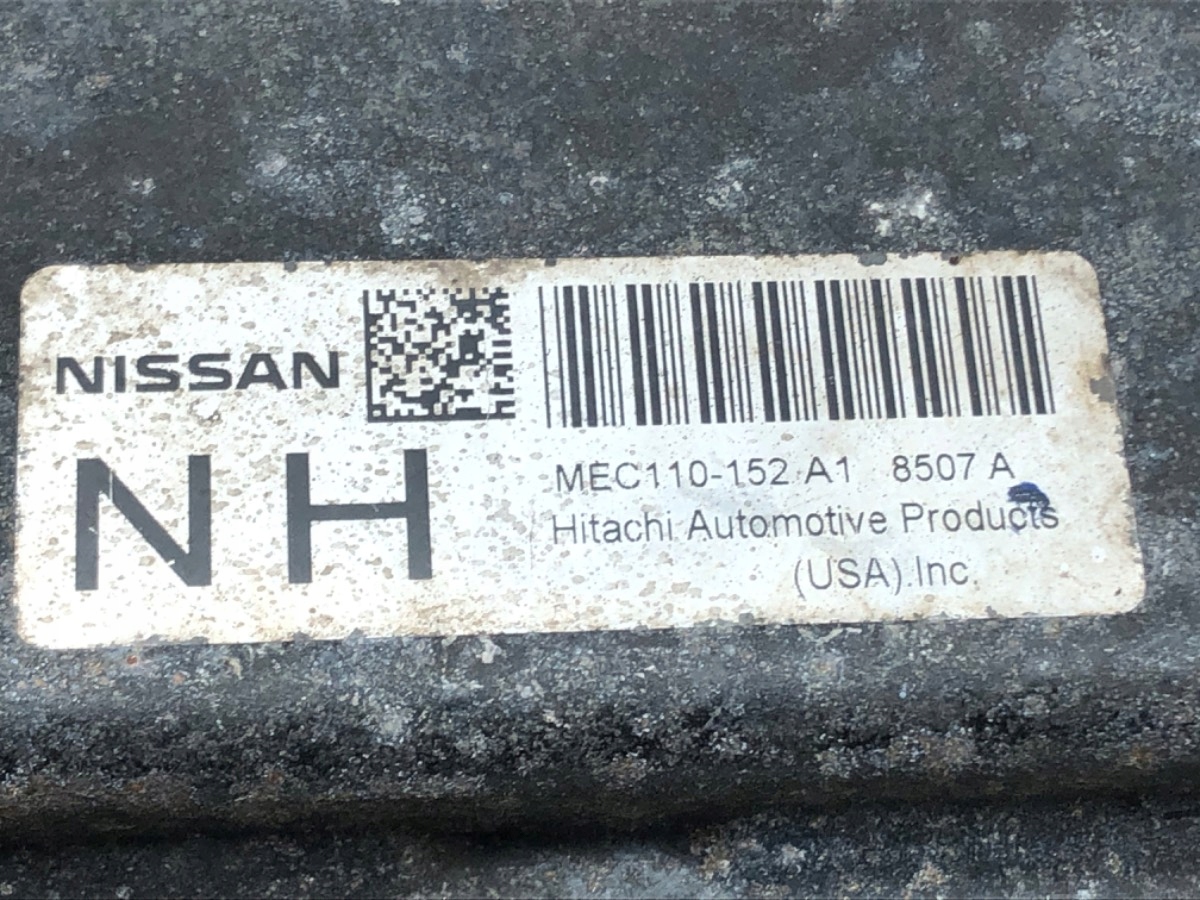 NISSAN
NH
MEC110-152 A1 8507 A
Hitachi Automotive Products
(USA).Inc.